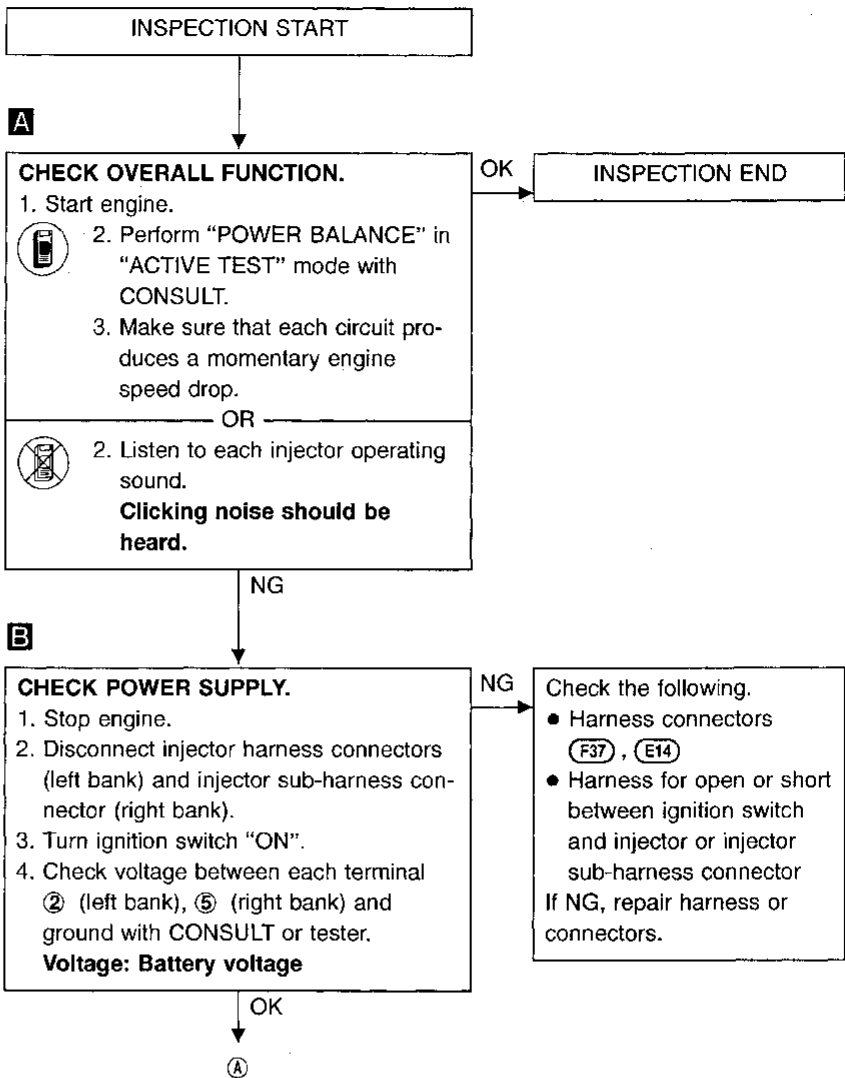 INSPECTION START
A
CHECK OVERALL FUNCTION.
1. Start engine.
2. Perform “POWER BALANCE” in
“ACTIVE TEST” mode with
CONSULT.
3. Make sure that each circuit pro-
duces a momentary engine
speed drop.
OR
2. Listen to each injector operating
sound.
Clicking noise should be
heard.
OK
INSPECTION END
NG
B
CHECK POWER SUPPLY.
1. Stop engine.
2. Disconnect injector harness connectors
(left bank) and injector sub-harness con-
nector (right bank).
3. Turn ignition switch “ON”.
4. Check voltage between each terminal
② (left bank), ⑤ (right bank) and
ground with CONSULT or tester.
Voltage: Battery voltage
NG
Check the following.
● Harness connectors
F37 , E14
● Harness for open or short
between ignition switch
and injector or injector
sub-harness connector
If NG, repair harness or
connectors.
OK
Ⓐ